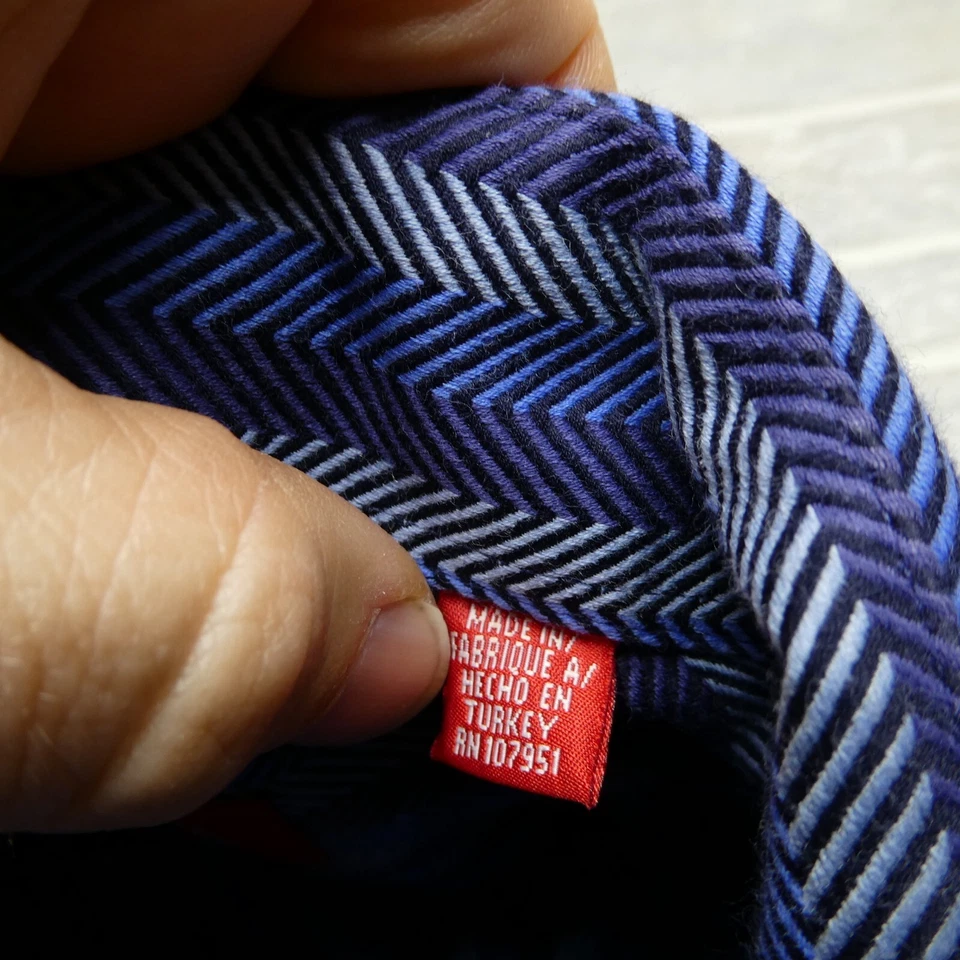 MADE IN/
FABRIQUE A/
HECHO EN
TURKEY
RN 107951